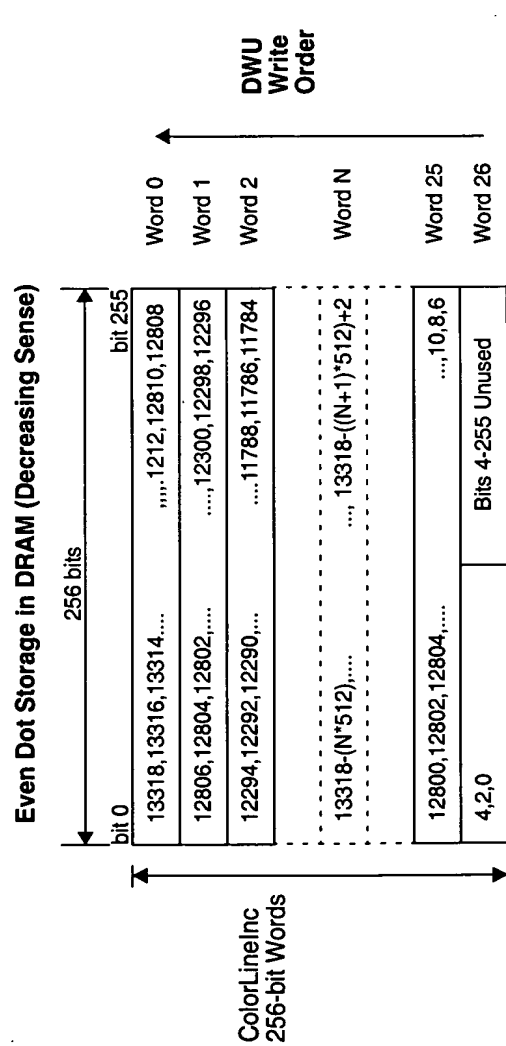 Even Dot Storage in DRAM (Decreasing Sense)
256 bits
bit 0 bit 255
13318,13316,13314.... ,,,,,.1212,12810,12808 Word 0
12806,12804,12802,.... .....,12300,12298,12296 Word 1
12294,12292,12290,... ....11788,11786,11784 Word 2
13318-(N*512),.... ..., 13318-((N+1)*512)+2 Word N
12800,12802,12804,..... ...,10,8,6 Word 25
4,2,0 Bits 4-255 Unused Word 26
ColorLineInc
256-bit Words
DWU
Write
Order